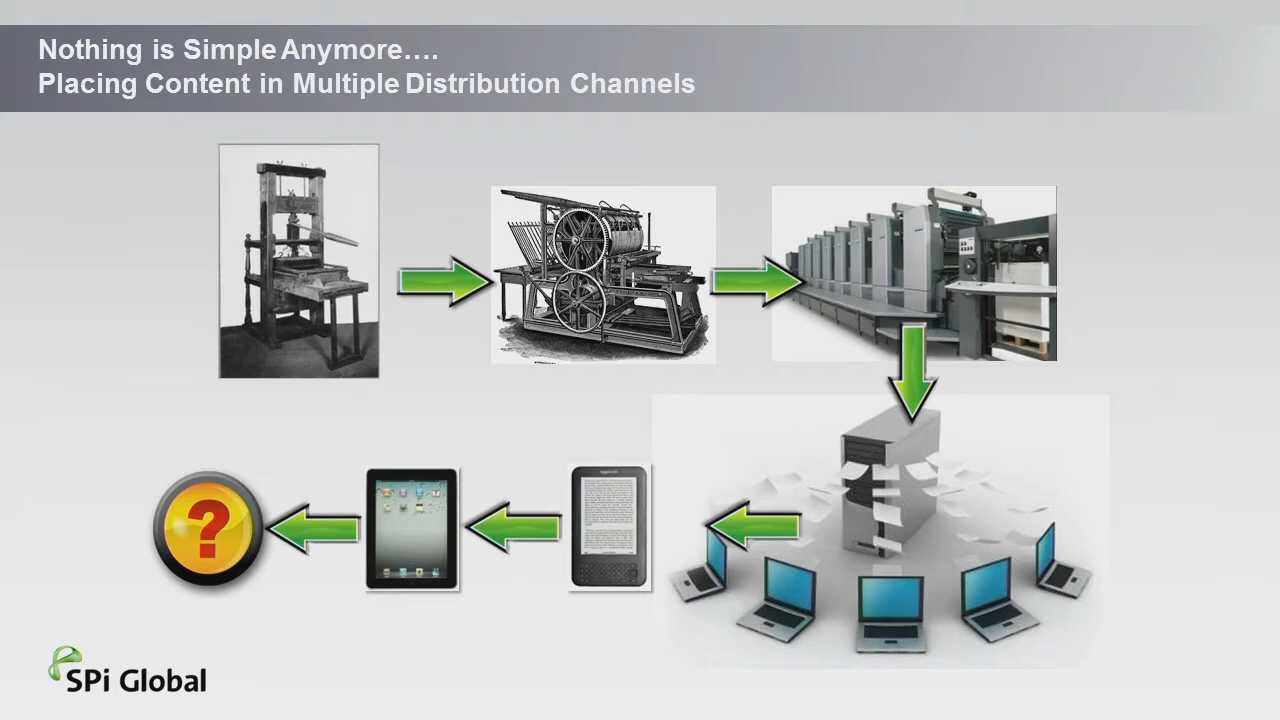 Nothing is Simple Anymore….
Placing Content in Multiple Distribution Channels
?
SPi Global